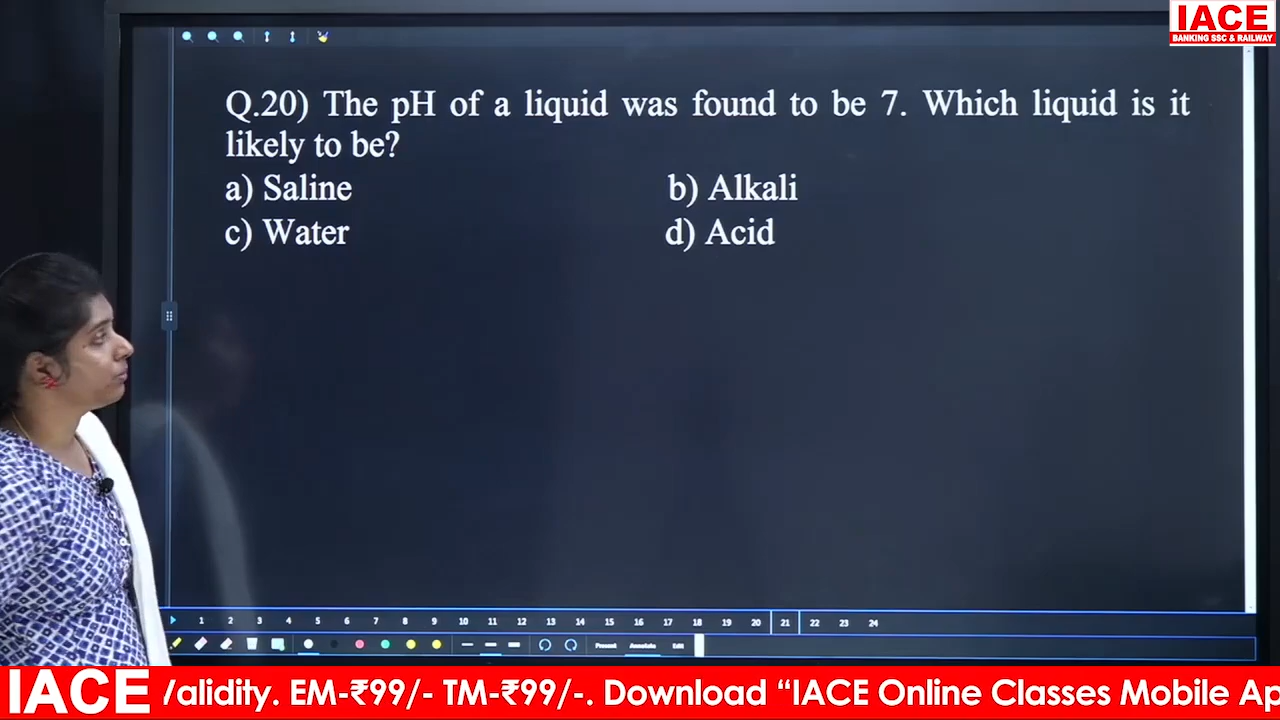 IACE
BANKING SSC & RAILWAY
Q.20) The pH of a liquid was found to be 7. Which liquid is it
likely to be?
a) Saline b) Alkali
c) Water d) Acid
1 2 3 4 5 6 7 8 9 10 11 12 13 14 15 16 17 18 19 20 21 22 23 24
Present Annotate Edit
IACE /alidity. EM-₹99/- TM-₹99/-. Download “IACE Online Classes Mobile Ap